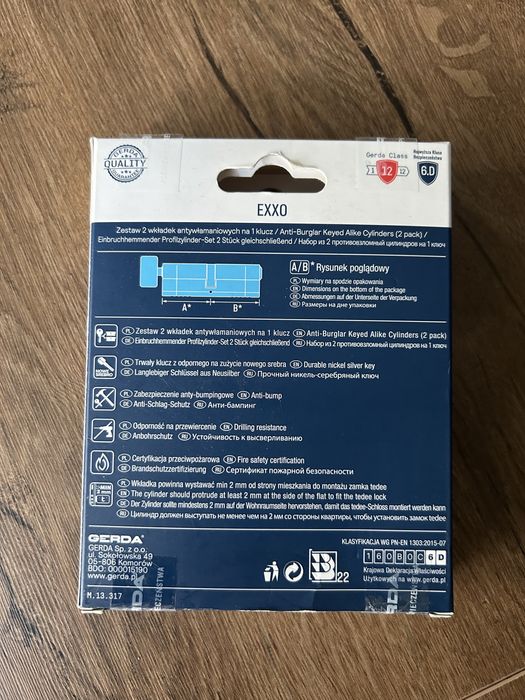 GERDA
QUALITY
GUARANTEE
Gerda Class
1 12 12
Najwyższa Klasa
Bezpieczeństwa
6.D
EXXO
Zestaw 2 wkładek antywłamaniowych na 1 klucz / Anti-Burglar Keyed Alike Cylinders (2 pack) /
Einbruchhemmender Profilzylinder-Set 2 Stück gleichschließend / Набор из 2 противовзломный цилиндров на 1 ключ
A* B*
A/B* Rysunek poglądowy
PL Wymiary na spodzie opakowania
EN Dimensions on the bottom of the package
DE Abmessungen auf der Unterseite der Verpackung
RU Размеры на дне упаковки
PL Zestaw 2 wkładek antywłamaniowych na 1 klucz EN Anti-Burglar Keyed Alike Cylinders (2 pack)
DE Einbruchhemmender Profilzylinder-Set 2 Stück gleichschließend RU Набор из 2 противовзломный цилиндров на 1 ключ
NOWE
SREBRO
PL Trwały klucz z odpornego na zużycie nowego srebra EN Durable nickel silver key
DE Langlebiger Schlüssel aus Neusilber RU Прочный никель-серебряный ключ
PL Zabezpieczenie anty-bumpingowe EN Anti-bump
DE Anti-Schlag-Schutz RU Анти-бампинг
PL Odporność na przewiercenie EN Drilling resistance
DE Anbohrschutz RU Устойчивость к высверливанию
PL Certyfikacja przeciwpożarowa EN Fire safety certification
DE Brandschutzzertifizierung RU Сертификат пожарной безопасности
MIN
2 mm
PL Wkładka powinna wystawać min 2 mm od strony mieszkania do montażu zamka tedee
EN The cylinder should protrude at least 2 mm at the side of the flat to fit the tedee lock
DE Der Zylinder sollte mindestens 2 mm auf der Wohnraumseite hervorstehen, damit das tedee-Schloss montiert werden kann
RU Цилиндр должен выступать не менее чем на 2 мм со стороны квартиры, чтобы установить замок tedee
GERDA
GERDA Sp. z o.o.
ul. Sokołowska 49
05-806 Komorów
BDO: 000015190
www.gerda.pl
M.13.317
22
KLASYFIKACJA WG PN-EN 1303:2015-07
1 6 0 B 0 C 6 D
Krajowa Deklaracja Właściwości
Użytkowych na www.gerda.pl